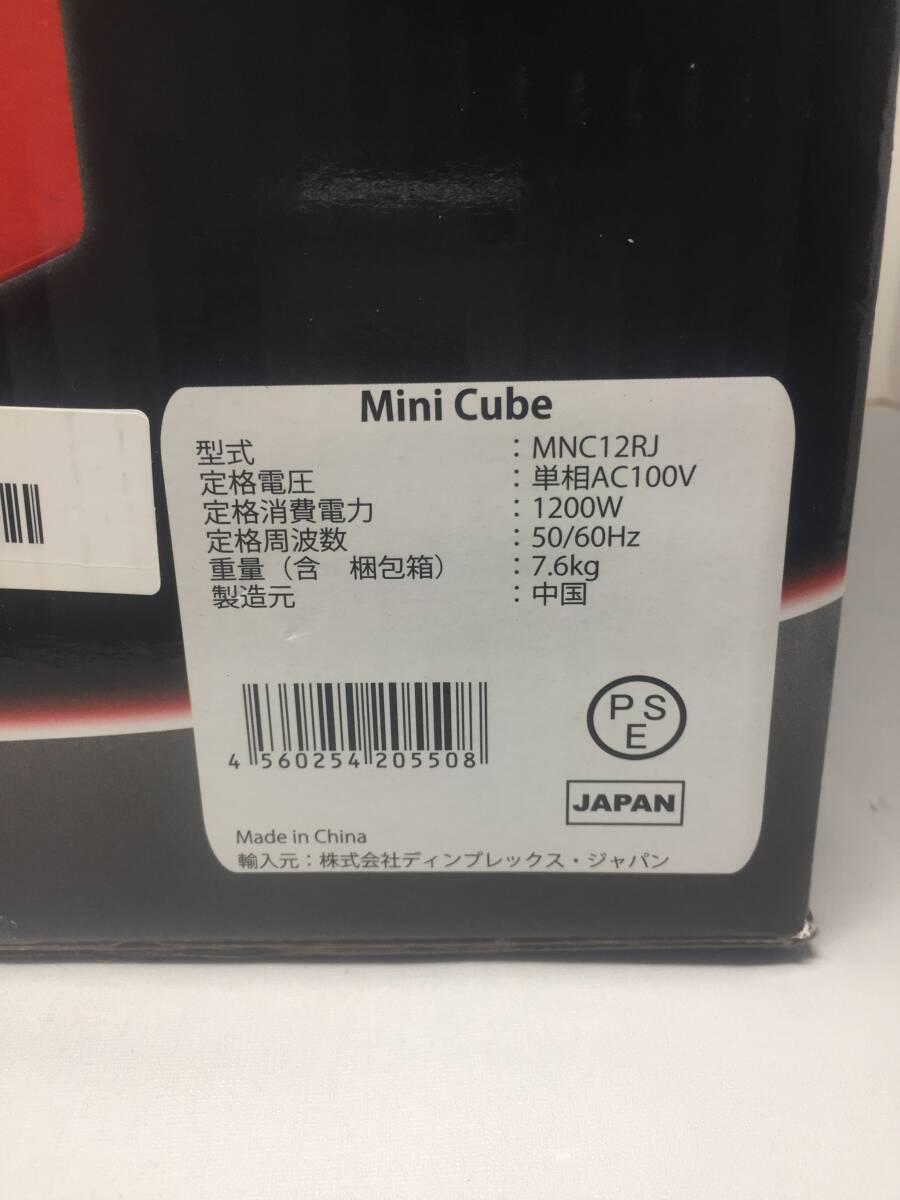 Mini Cube
型式 : MNC12RJ
定格電圧 : 単相AC100V
定格消費電力 : 1200W
定格周波数 : 50/60Hz
重量（含　梱包箱） : 7.6kg
製造元 : 中国
4 560254 205508
PS
E
JAPAN
Made in China
輸入元：株式会社ディンプレックス・ジャパン